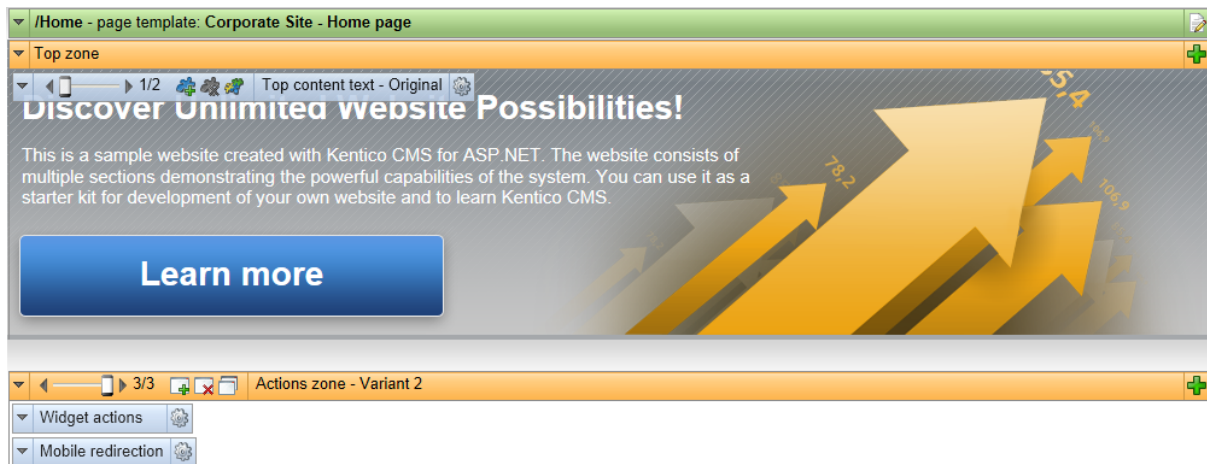 /Home - page template: Corporate Site - Home page
Top zone
1/2 Top content text - Original
Discover Unlimited Website Possibilities!
This is a sample website created with Kentico CMS for ASP.NET. The website consists of
multiple sections demonstrating the powerful capabilities of the system. You can use it as a
starter kit for development of your own website and to learn Kentico CMS.
Learn more
78,2
106,9
3/3 Actions zone - Variant 2
Widget actions
Mobile redirection